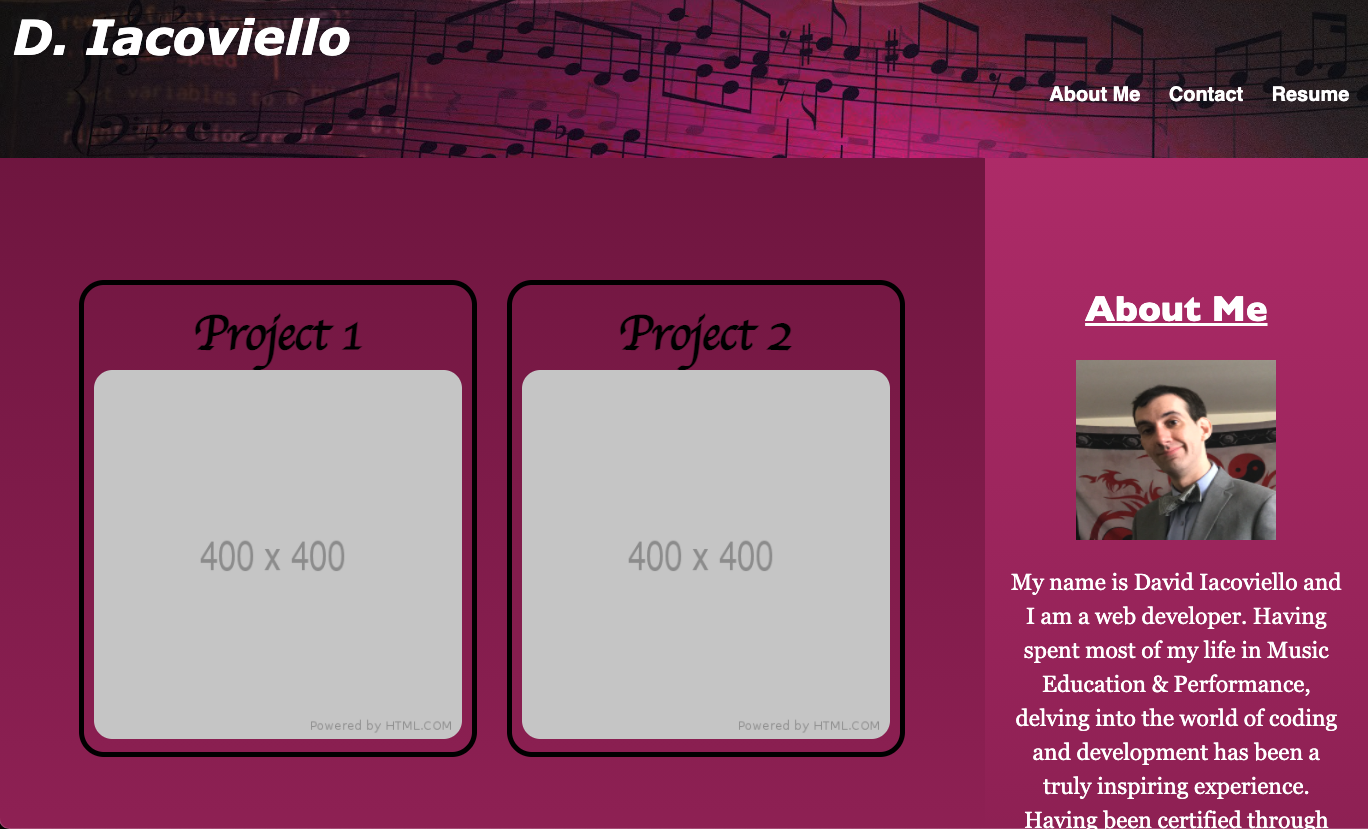 D. Iacoviello
speed
About Me Contact Resume
Project 1
400 x 400
Powered by HTML.COM
Project 2
400 x 400
Powered by HTML.COM
About Me
My name is David Iacoviello and
I am a web developer. Having
spent most of my life in Music
Education & Performance,
delving into the world of coding
and development has been a
truly inspiring experience.
Having been certified through